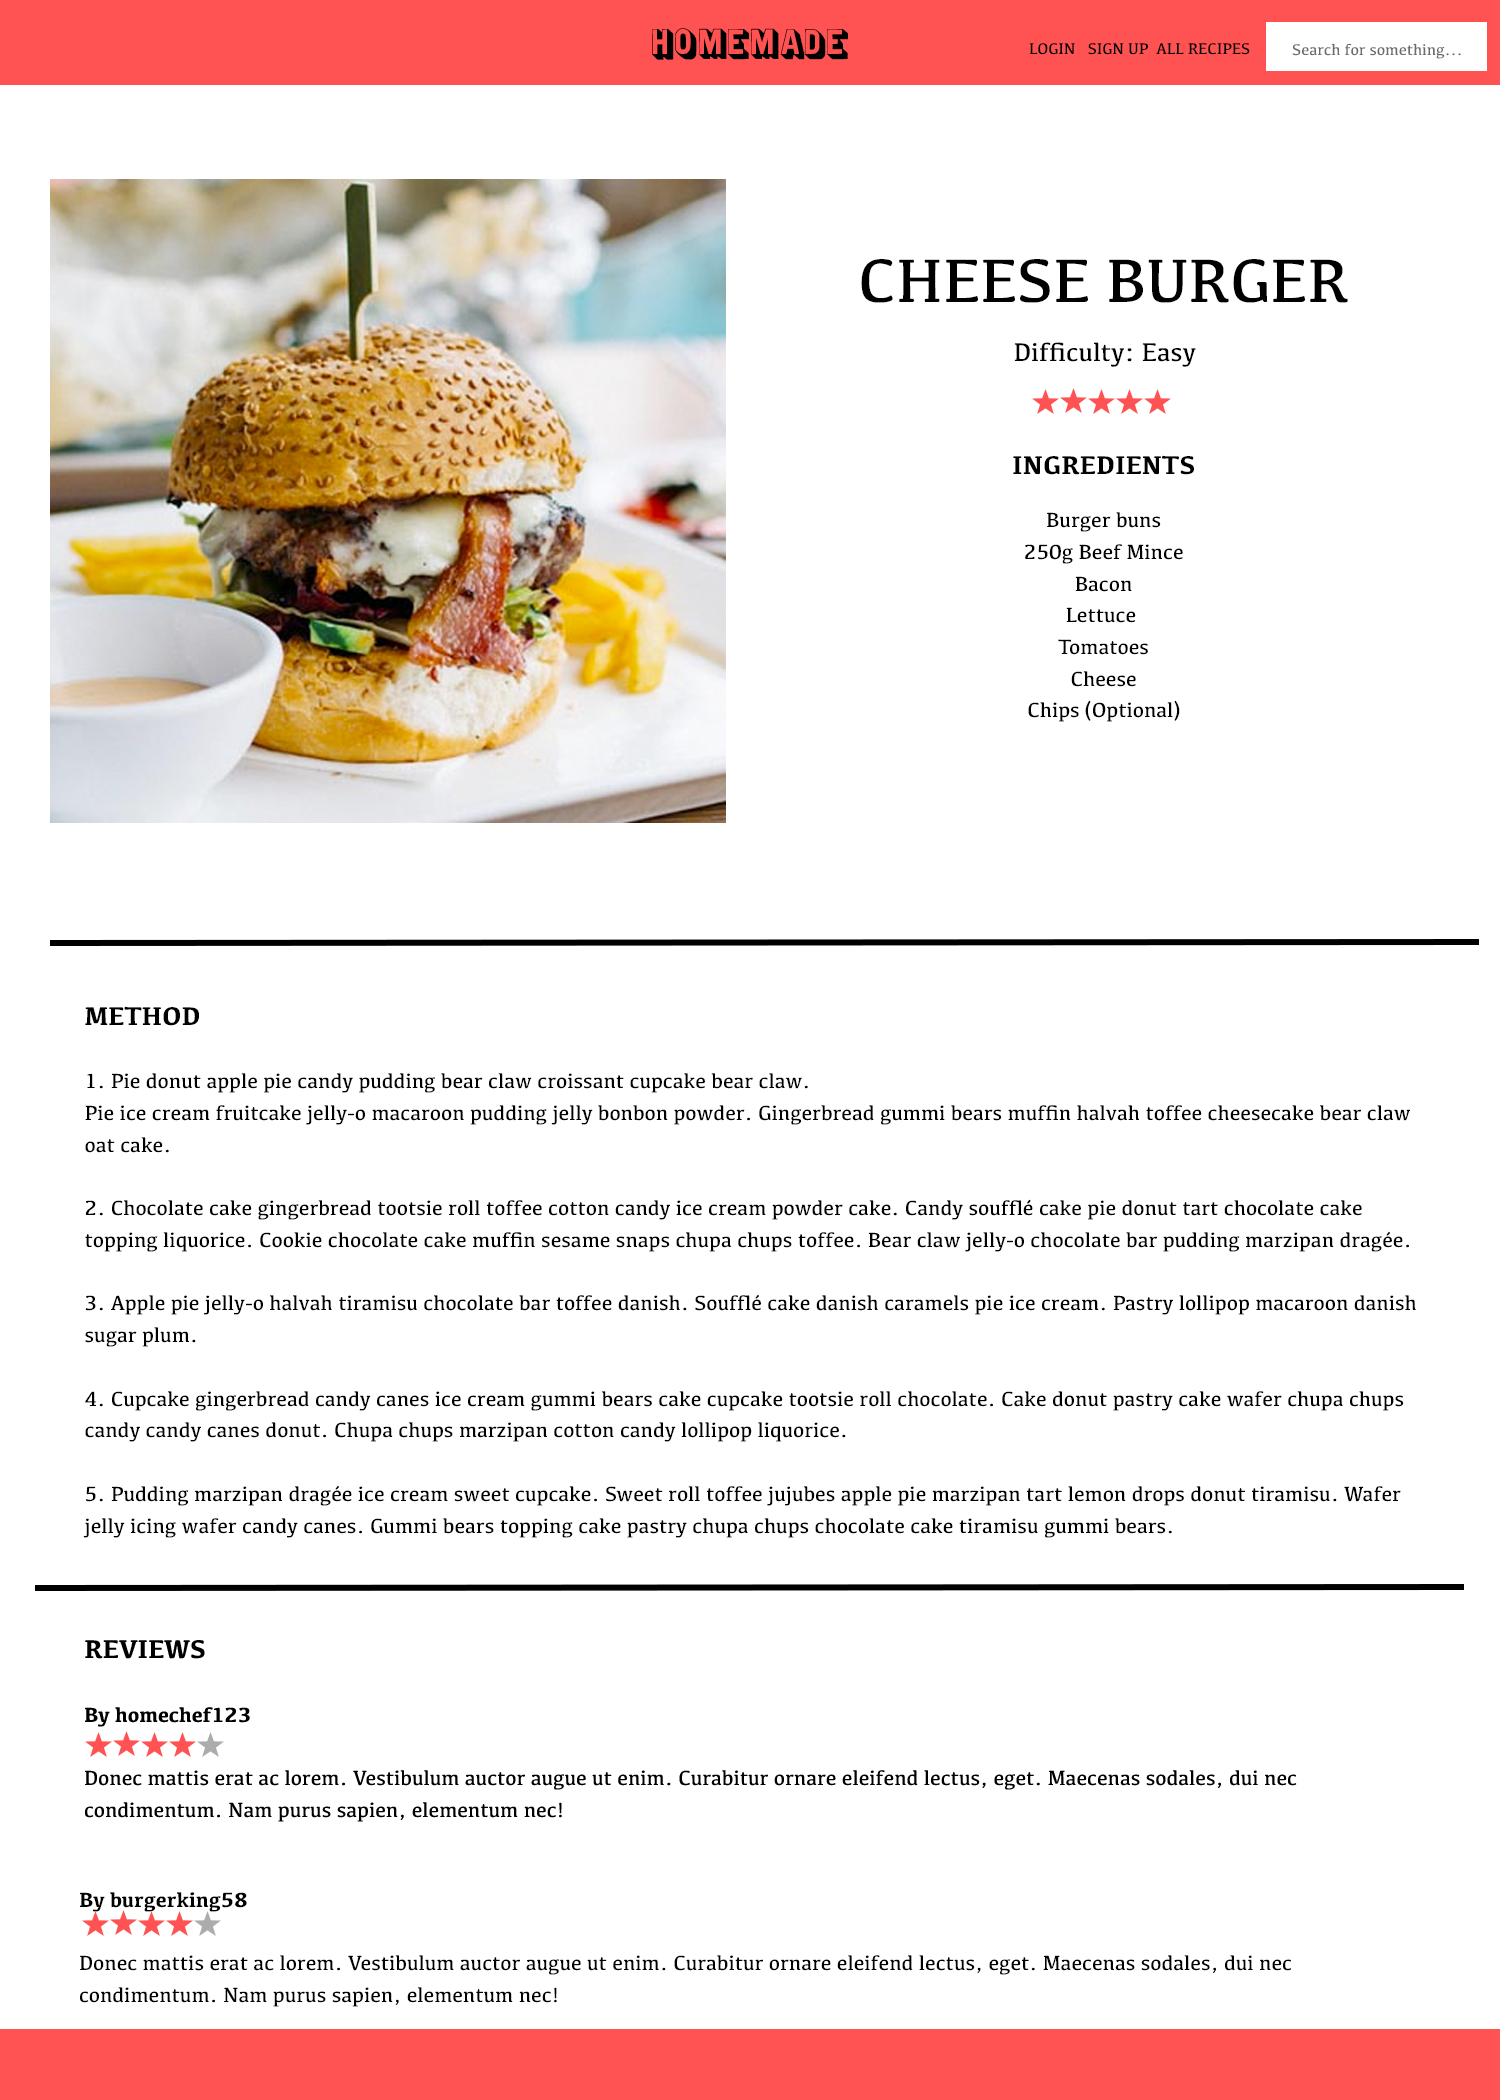 HOMEMADE
LOGIN SIGN UP ALL RECIPES
Search for something...
CHEESE BURGER
Difficulty: Easy
INGREDIENTS
Burger buns
250g Beef Mince
Bacon
Lettuce
Tomatoes
Cheese
Chips (Optional)
METHOD
1. Pie donut apple pie candy pudding bear claw croissant cupcake bear claw.
Pie ice cream fruitcake jelly-o macaroon pudding jelly bonbon powder. Gingerbread gummi bears muffin halvah toffee cheesecake bear claw
oat cake.
2. Chocolate cake gingerbread tootsie roll toffee cotton candy ice cream powder cake. Candy soufflé cake pie donut tart chocolate cake
topping liquorice. Cookie chocolate cake muffin sesame snaps chupa chups toffee. Bear claw jelly-o chocolate bar pudding marzipan dragée.
3. Apple pie jelly-o halvah tiramisu chocolate bar toffee danish. Soufflé cake danish caramels pie ice cream. Pastry lollipop macaroon danish
sugar plum.
4. Cupcake gingerbread candy canes ice cream gummi bears cake cupcake tootsie roll chocolate. Cake donut pastry cake wafer chupa chups
candy candy canes donut. Chupa chups marzipan cotton candy lollipop liquorice.
5. Pudding marzipan dragée ice cream sweet cupcake. Sweet roll toffee jujubes apple pie marzipan tart lemon drops donut tiramisu. Wafer
jelly icing wafer candy canes. Gummi bears topping cake pastry chupa chups chocolate cake tiramisu gummi bears.
REVIEWS
By homechef123
Donec mattis erat ac lorem. Vestibulum auctor augue ut enim. Curabitur ornare eleifend lectus, eget. Maecenas sodales, dui nec
condimentum. Nam purus sapien, elementum nec!
By burgerking58
Donec mattis erat ac lorem. Vestibulum auctor augue ut enim. Curabitur ornare eleifend lectus, eget. Maecenas sodales, dui nec
condimentum. Nam purus sapien, elementum nec!